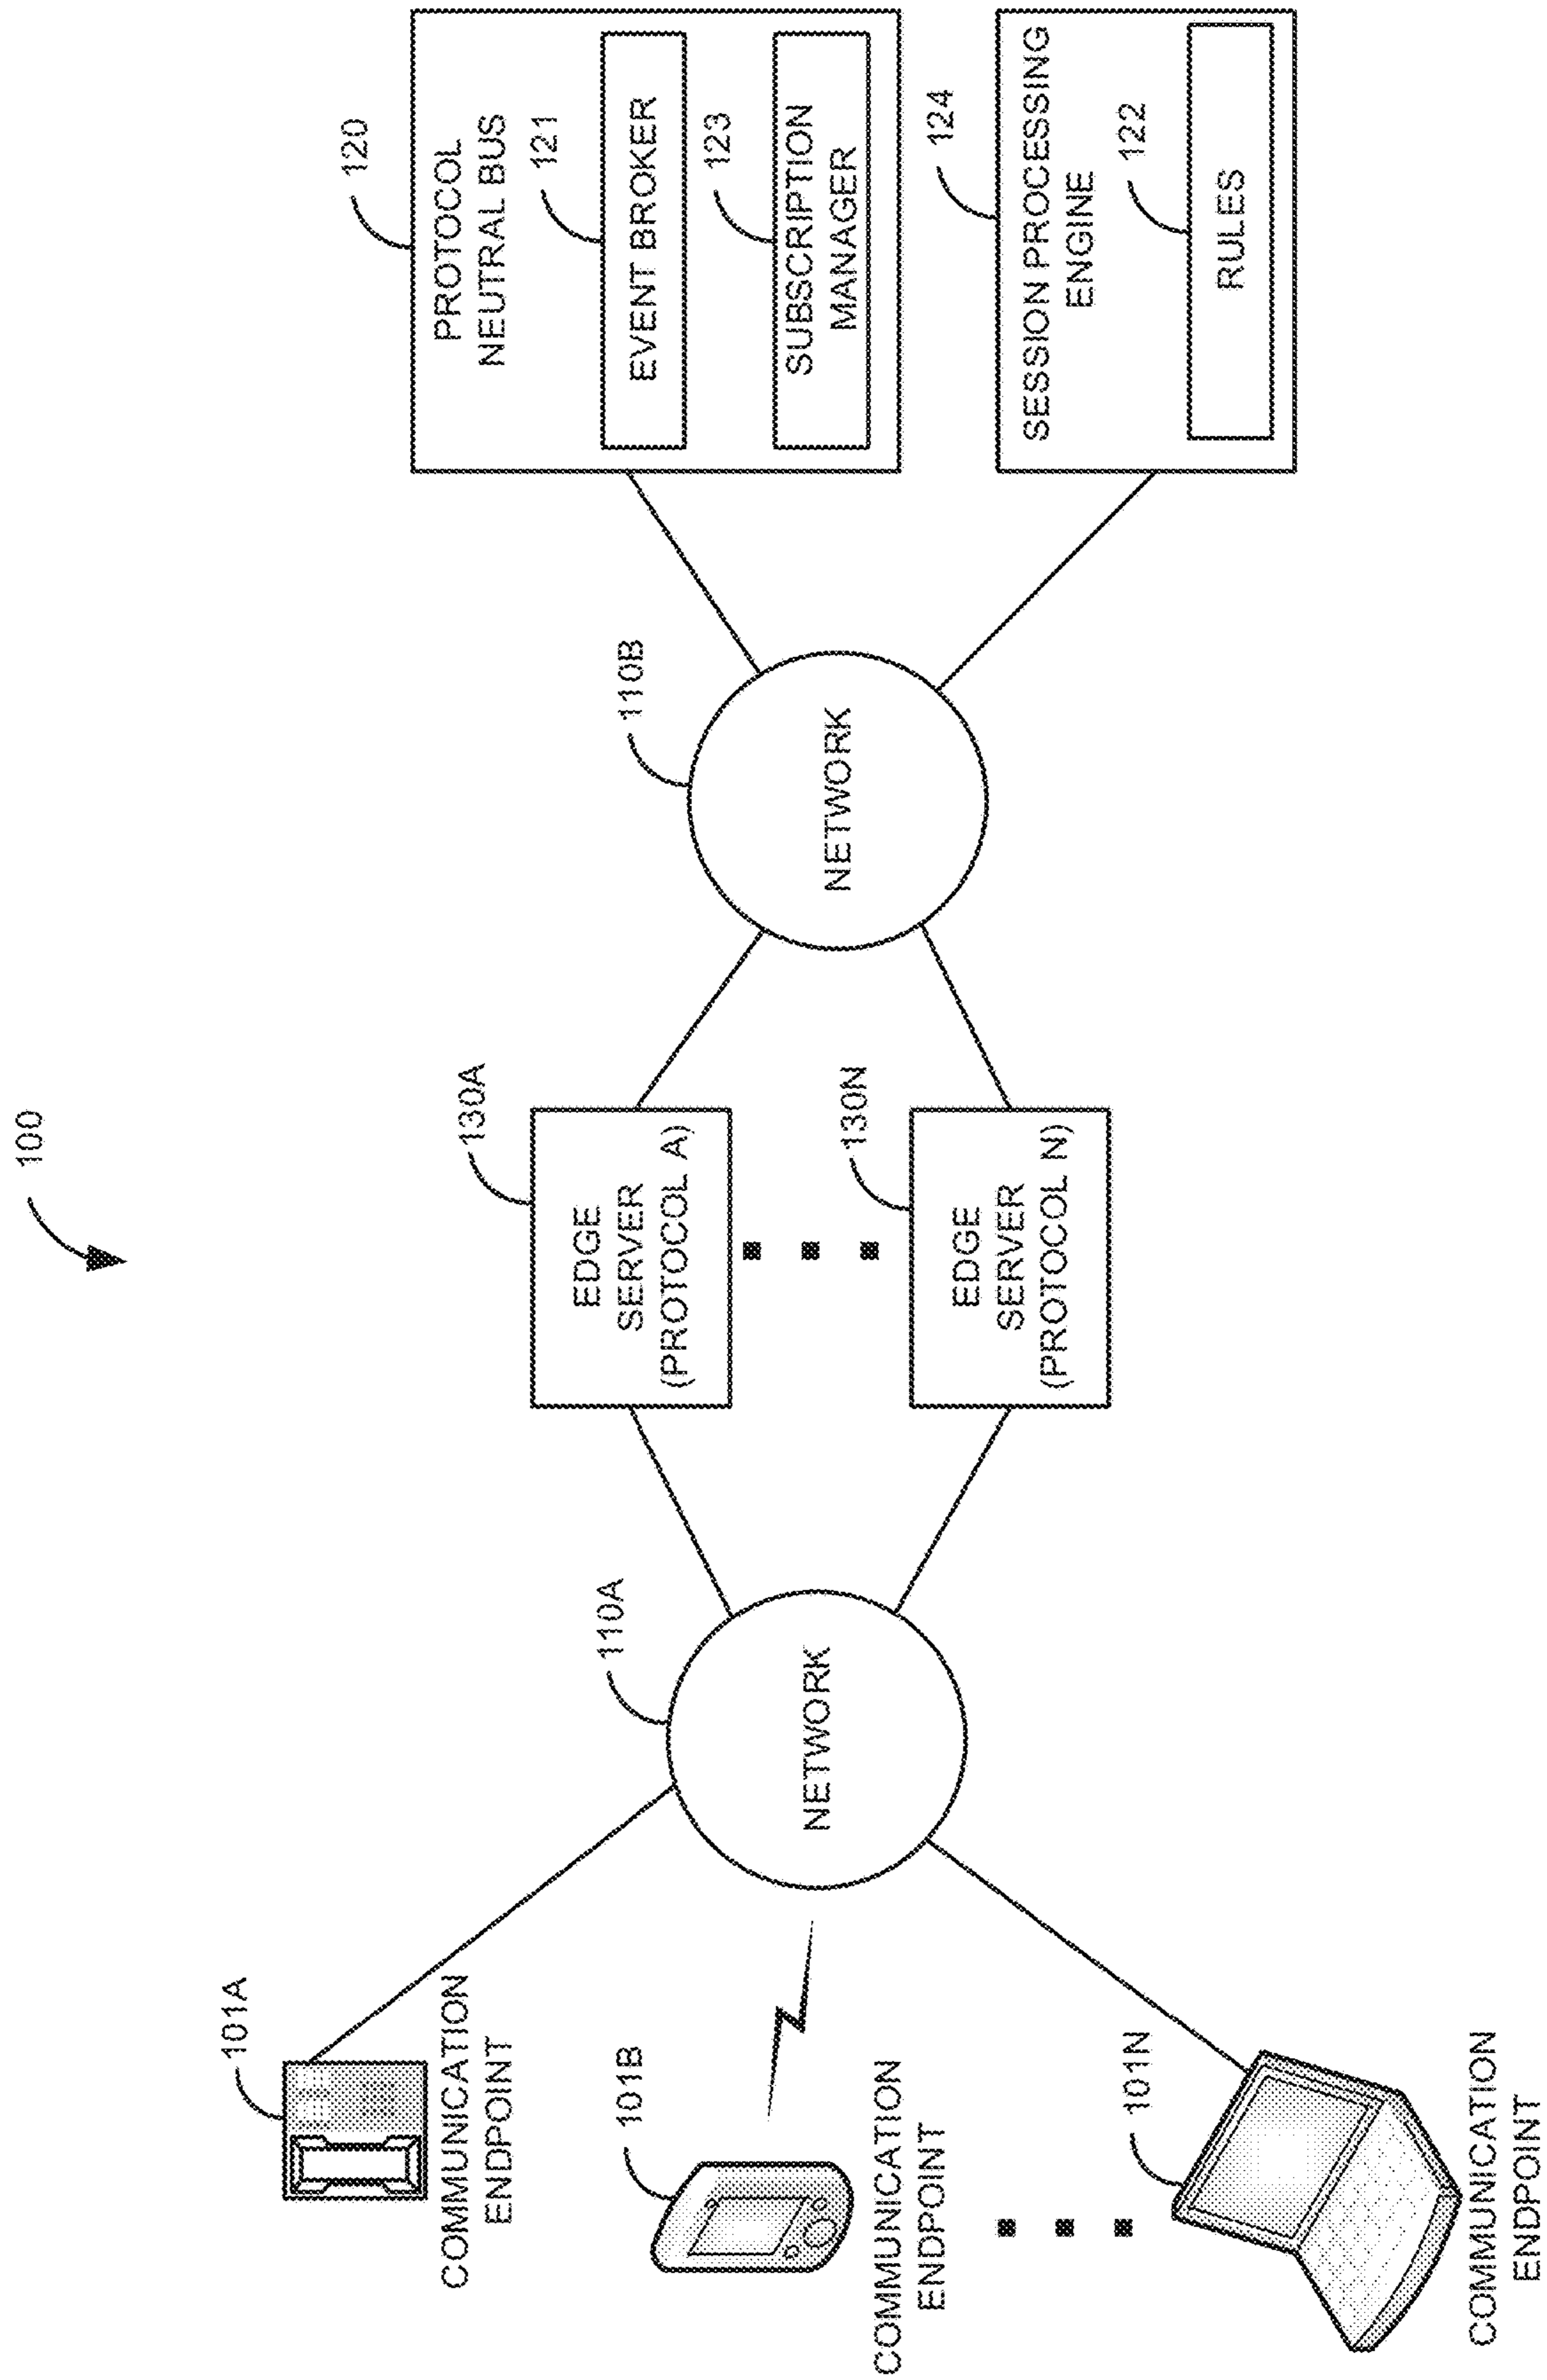 100
101A
COMMUNICATION
ENDPOINT
101B
COMMUNICATION
ENDPOINT
101N
COMMUNICATION
ENDPOINT
110A
NETWORK
130A
EDGE
SERVER
(PROTOCOL A)
130N
EDGE
SERVER
(PROTOCOL N)
110B
NETWORK
120
PROTOCOL
NEUTRAL BUS
121
EVENT BROKER
123
SUBSCRIPTION
MANAGER
124
SESSION PROCESSING
ENGINE
122
RULES